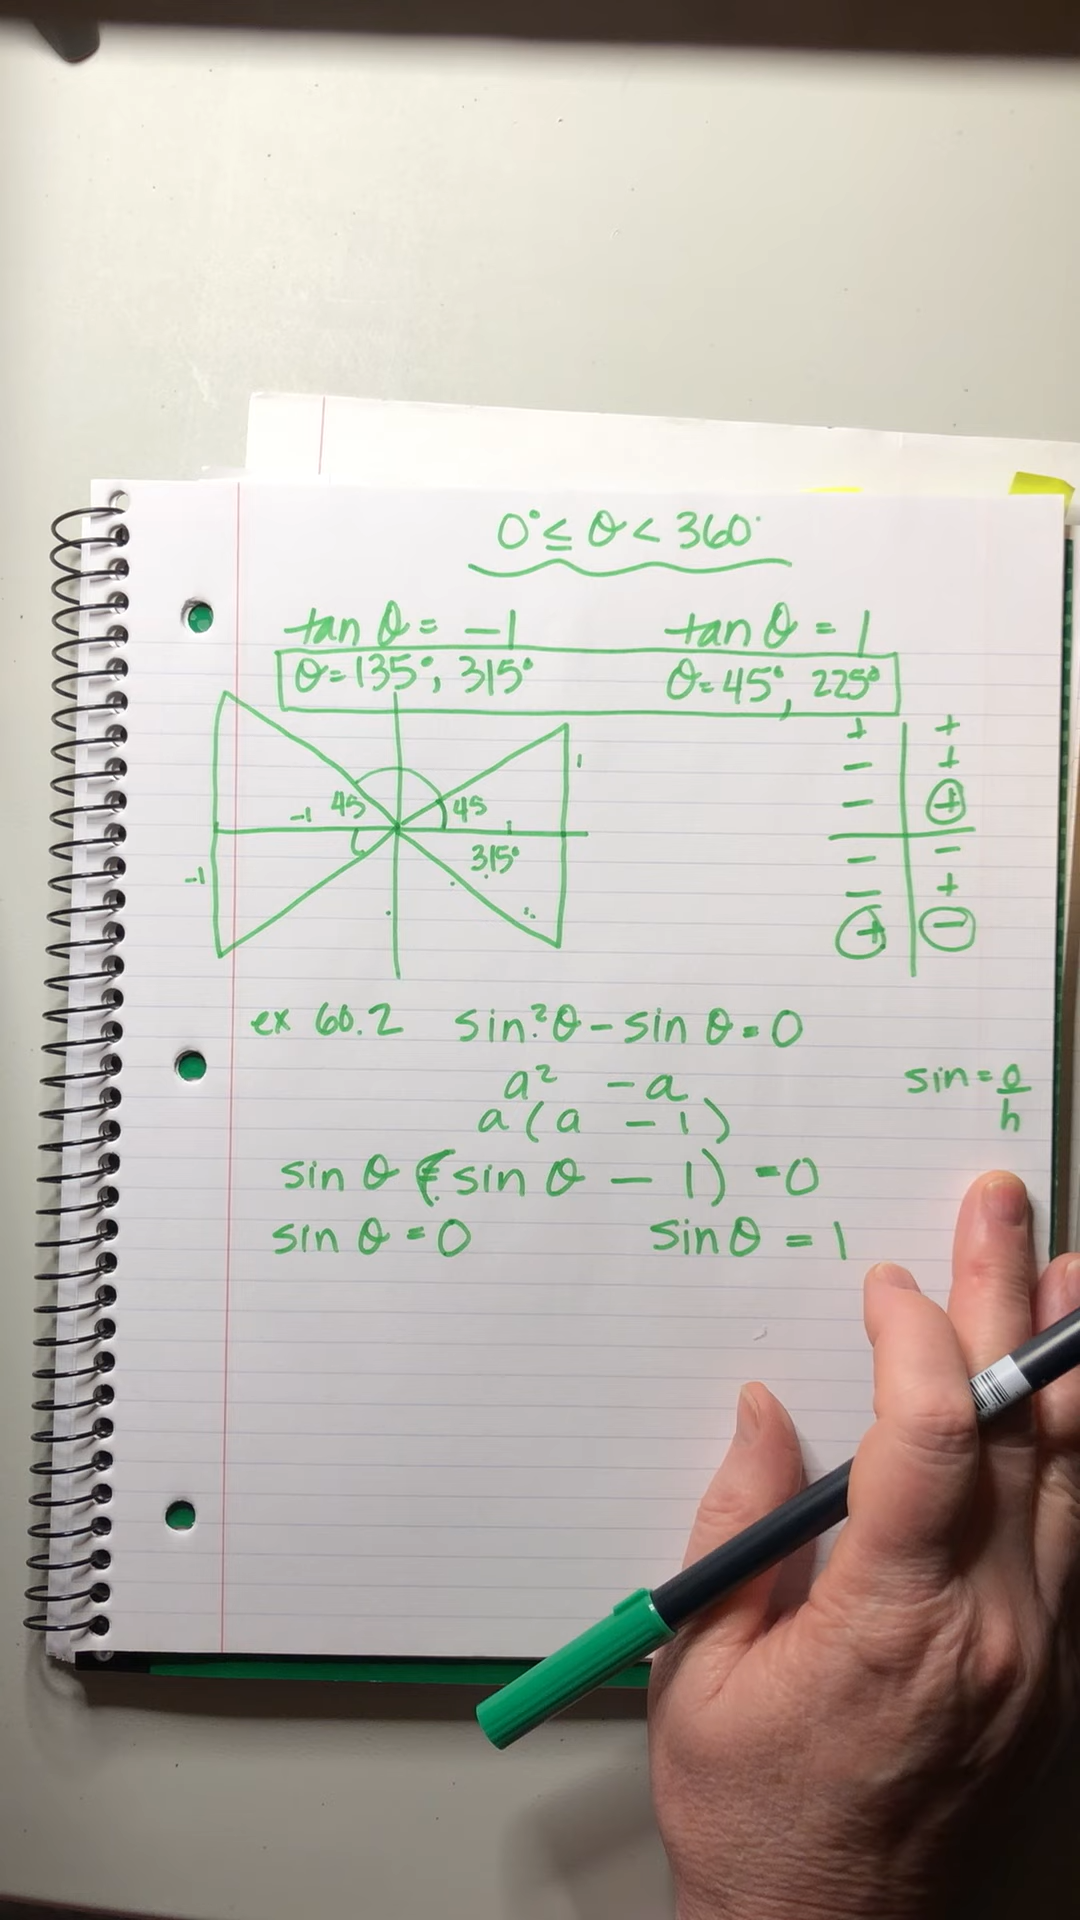 0° ≤ θ < 360°
tan θ = -1 tan θ = 1
θ = 135°, 315° θ = 45°, 225°
+ +
- +
- +
- -
- +
+ -
1
-1 45 45 1
315°
-1
ex 60.2 sin²θ - sin θ = 0
a² - a
a(a - 1)
sin = o/h
sin θ (sin θ - 1) = 0
sin θ = 0 sin θ = 1